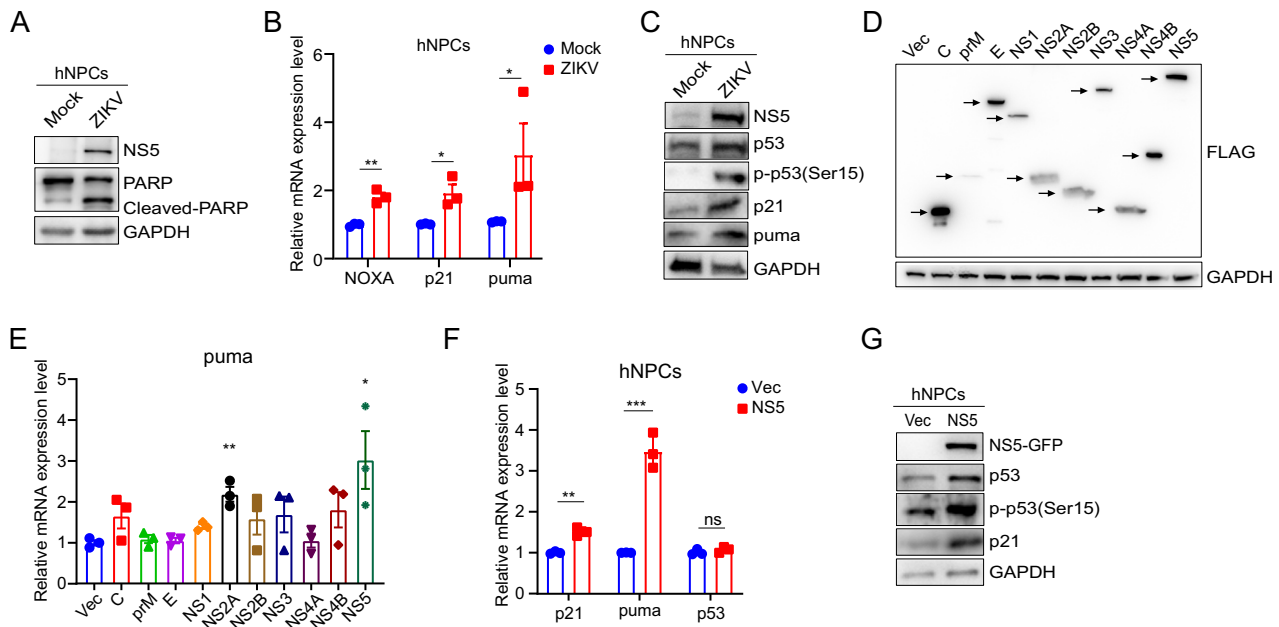 A
hNPCs
Mock ZIKV
NS5
PARP
Cleaved-PARP
GAPDH
B
hNPCs
Mock
ZIKV
Relative mRNA expression level
6
4
2
0
** * *
NOXA p21 puma
C
hNPCs
Mock ZIKV
NS5
p53
p-p53(Ser15)
p21
puma
GAPDH
D
Vec C prM E NS1 NS2A NS2B NS3 NS4A NS4B NS5
FLAG
GAPDH
E
puma
Relative mRNA expression level
5
4
3
2
1
0
** *
Vec C prM E NS1 NS2A NS2B NS3 NS4A NS4B NS5
F
hNPCs
Vec
NS5
Relative mRNA expression level
5
4
3
2
1
0
** *** ns
p21 puma p53
G
hNPCs
Vec NS5
NS5-GFP
p53
p-p53(Ser15)
p21
GAPDH